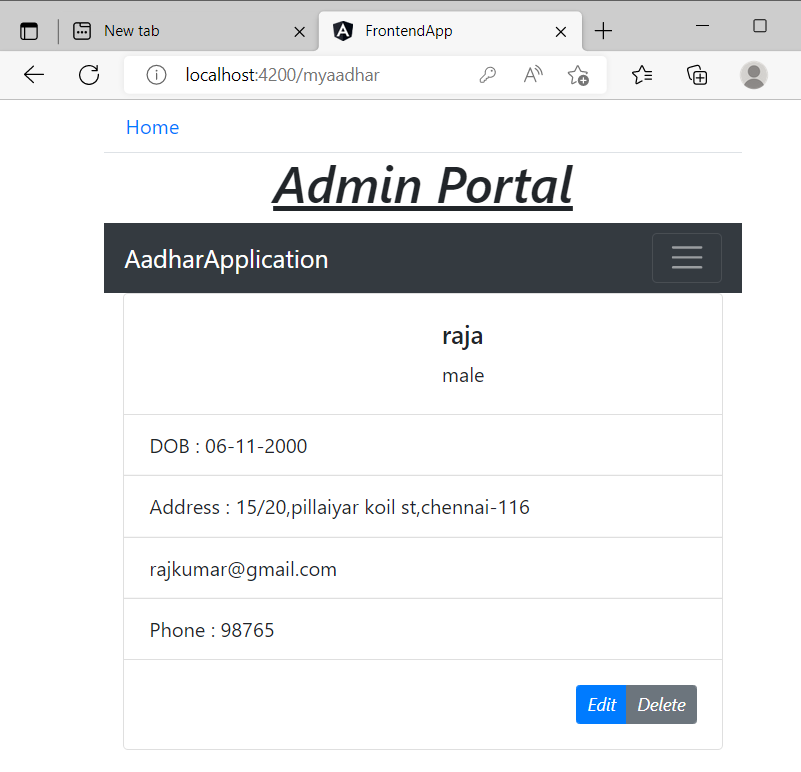 New tab
FrontendApp
localhost:4200/myaadhar
Home
Admin Portal
AadharApplication
raja
male
DOB : 06-11-2000
Address : 15/20,pillaiyar koil st,chennai-116
rajkumar@gmail.com
Phone : 98765
Edit Delete